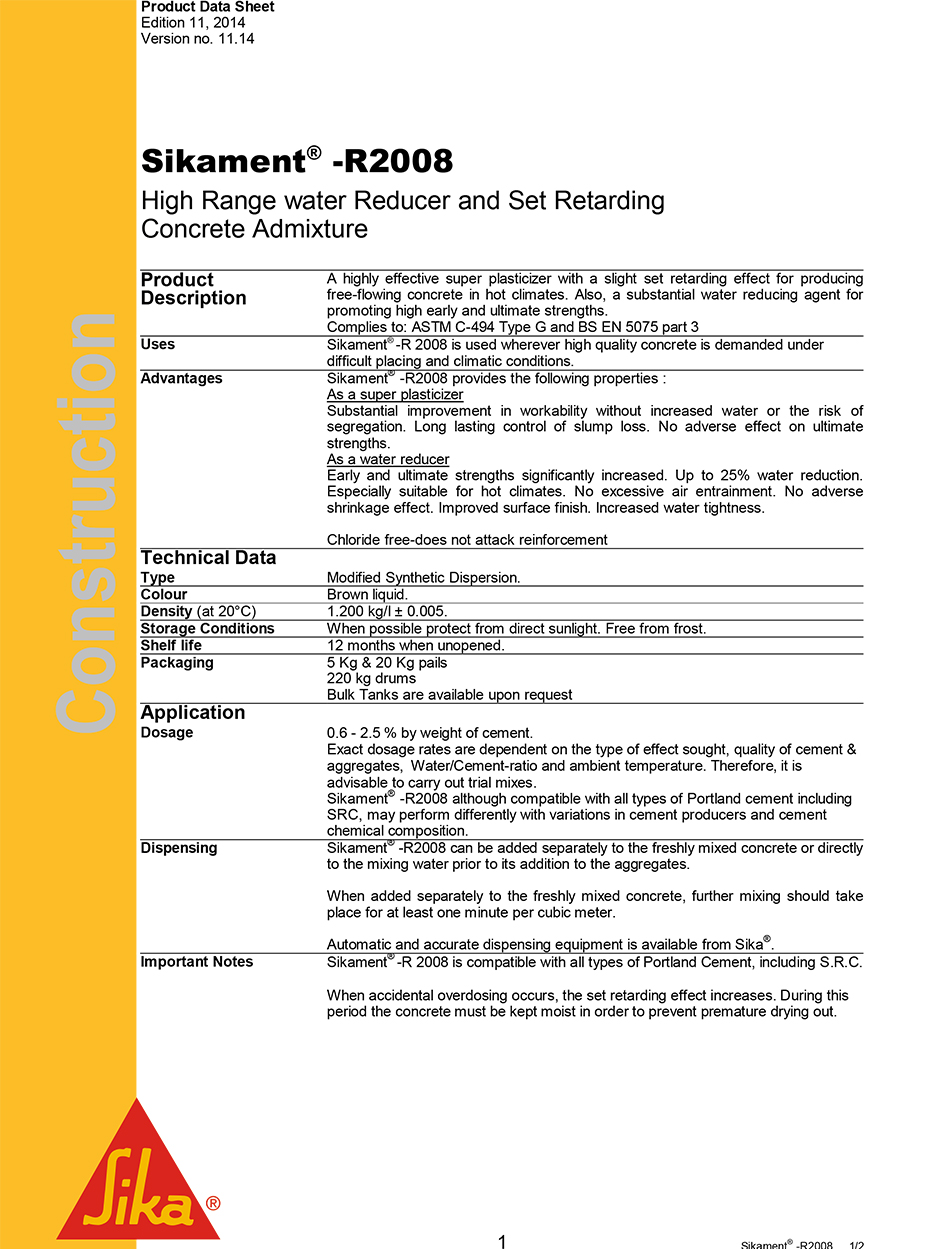 Product Data Sheet
Edition 11, 2014
Version no. 11.14
Construction
Sikament® -R2008
High Range water Reducer and Set Retarding
Concrete Admixture
Product
Description
A highly effective super plasticizer with a slight set retarding effect for producing
free-flowing concrete in hot climates. Also, a substantial water reducing agent for
promoting high early and ultimate strengths.
Complies to: ASTM C-494 Type G and BS EN 5075 part 3
Uses
Sikament® -R 2008 is used wherever high quality concrete is demanded under
difficult placing and climatic conditions.
Advantages
Sikament® -R2008 provides the following properties :
As a super plasticizer
Substantial improvement in workability without increased water or the risk of
segregation. Long lasting control of slump loss. No adverse effect on ultimate
strengths.
As a water reducer
Early and ultimate strengths significantly increased. Up to 25% water reduction.
Especially suitable for hot climates. No excessive air entrainment. No adverse
shrinkage effect. Improved surface finish. Increased water tightness.
Chloride free-does not attack reinforcement
Technical Data
Type Modified Synthetic Dispersion.
Colour Brown liquid.
Density (at 20°C) 1.200 kg/l ± 0.005.
Storage Conditions When possible protect from direct sunlight. Free from frost.
Shelf life 12 months when unopened.
Packaging 5 Kg & 20 Kg pails
220 kg drums
Bulk Tanks are available upon request
Application
Dosage 0.6 - 2.5 % by weight of cement.
Exact dosage rates are dependent on the type of effect sought, quality of cement &
aggregates, Water/Cement-ratio and ambient temperature. Therefore, it is
advisable to carry out trial mixes.
Sikament® -R2008 although compatible with all types of Portland cement including
SRC, may perform differently with variations in cement producers and cement
chemical composition.
Dispensing Sikament® -R2008 can be added separately to the freshly mixed concrete or directly
to the mixing water prior to its addition to the aggregates.
When added separately to the freshly mixed concrete, further mixing should take
place for at least one minute per cubic meter.
Automatic and accurate dispensing equipment is available from Sika®.
Important Notes Sikament® -R 2008 is compatible with all types of Portland Cement, including S.R.C.
When accidental overdosing occurs, the set retarding effect increases. During this
period the concrete must be kept moist in order to prevent premature drying out.
Sika ®
1
Sikament® -R2008 1/2